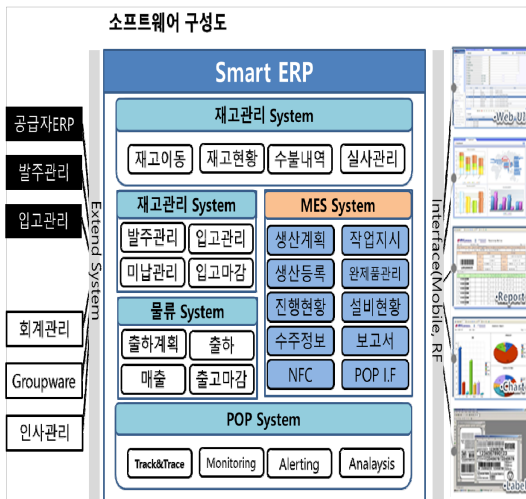 소프트웨어 구성도
Smart ERP
공급자ERP
발주관리
입고관리
회계관리
Groupware
인사관리
Extend System
재고관리 System
재고이동 재고현황 수불내역 실사관리
재고관리 System
발주관리 입고관리
미납관리 입고마감
물류 System
출하계획 출하
매출 출고마감
MES System
생산계획 작업지시
생산등록 완제품관리
진행현황 설비현황
수주정보 보고서
NFC POP I.F
POP System
Track&Trace Monitoring Alerting Analaysis
Interface(Mobile, RF
•Web UI
•Report
•Chart
•Label